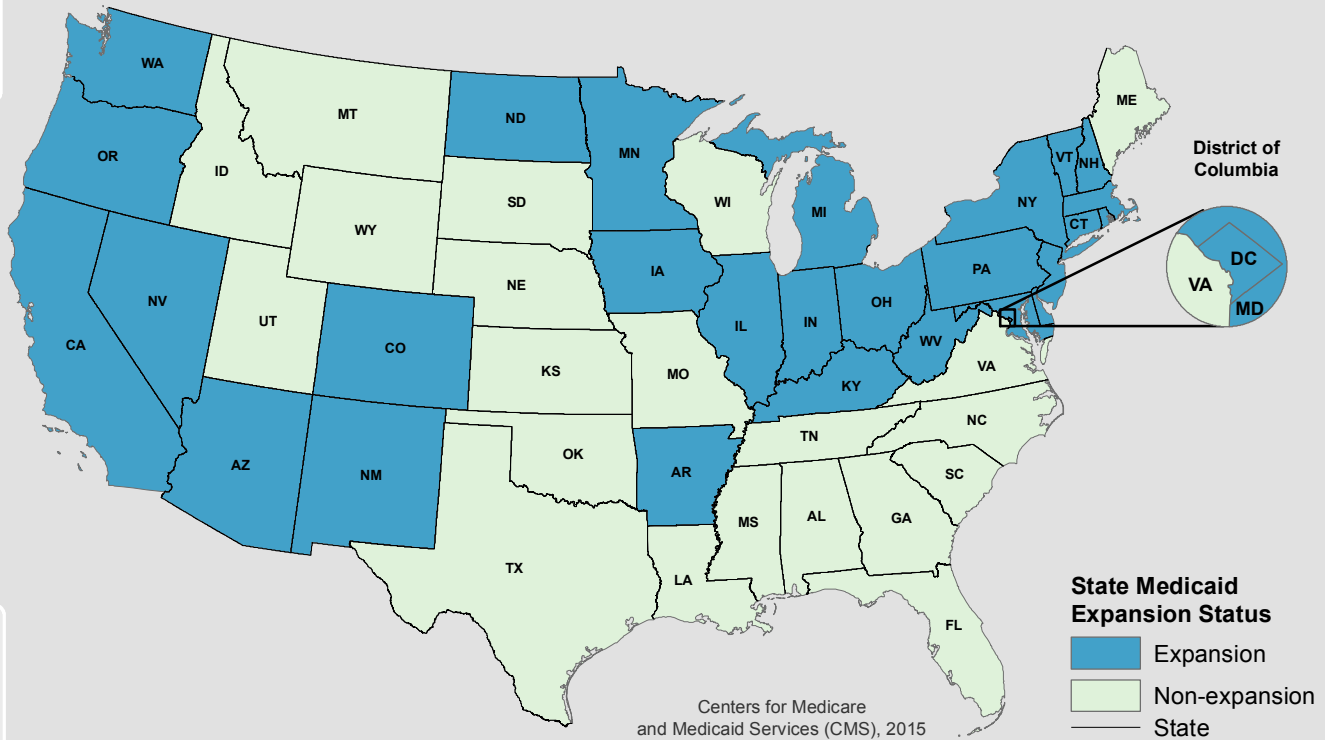 WA
MT
ND
MN
ME
OR
ID
SD
WI
MI
VT
NH
NY
CT
District of
Columbia
WY
NE
IA
PA
DC
VA
MD
NV
UT
CO
IL
IN
OH
WV
CA
KS
MO
KY
VA
AZ
NM
OK
AR
TN
NC
SC
TX
LA
MS
AL
GA
FL
State Medicaid
Expansion Status
Expansion
Non-expansion
State
Centers for Medicare
and Medicaid Services (CMS), 2015